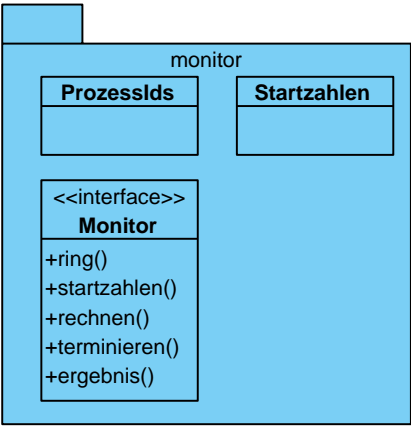 monitor
ProzessIds
Startzahlen
<<interface>>
Monitor
+ring()
+startzahlen()
+rechnen()
+terminieren()
+ergebnis()